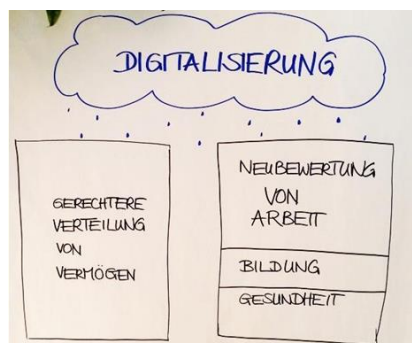 DIGITALISIERUNG
GERECHTERE
VERTEILUNG
VON
VERMÖGEN
NEUBEWERTUNG
VON
ARBEIT
BILDUNG
GESUNDHEIT